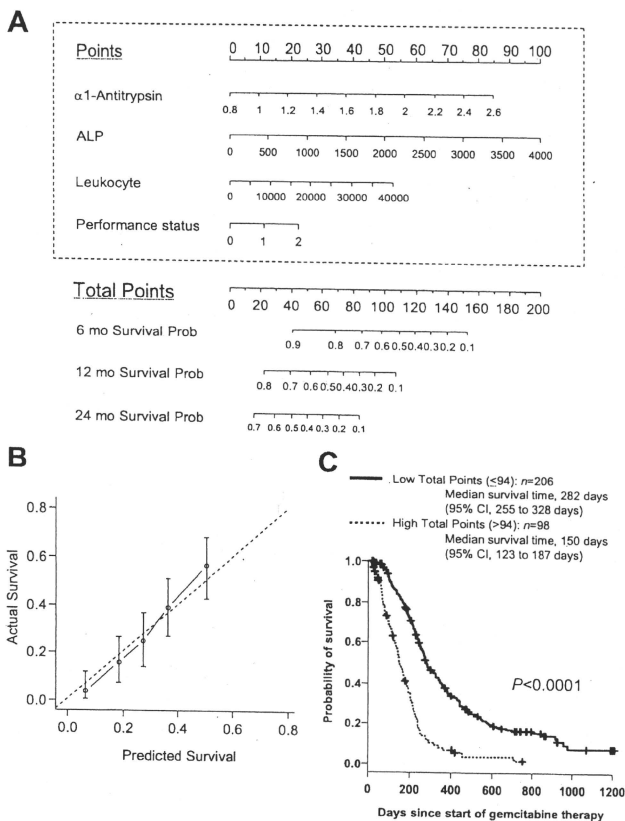 A
Points 0 10 20 30 40 50 60 70 80 90 100
α1-Antitrypsin
0.8 1 1.2 1.4 1.6 1.8 2 2.2 2.4 2.6
ALP
0 500 1000 1500 2000 2500 3000 3500 4000
Leukocyte
0 10000 20000 30000 40000
Performance status
0 1 2
Total Points 0 20 40 60 80 100 120 140 160 180 200
6 mo Survival Prob
0.9 0.8 0.7 0.6 0.5 0.4 0.3 0.2 0.1
12 mo Survival Prob
0.8 0.7 0.6 0.5 0.4 0.3 0.2 0.1
24 mo Survival Prob
0.7 0.6 0.5 0.4 0.3 0.2 0.1
B
0.8
0.6
0.4
0.2
0.0
Actual Survival
0.0 0.2 0.4 0.6 0.8
Predicted Survival
C
Low Total Points (≤94): n=206
Median survival time, 282 days
(95% CI, 255 to 328 days)
High Total Points (>94): n=98
Median survival time, 150 days
(95% CI, 123 to 187 days)
1.0
0.8
0.6
0.4
0.2
0.0
Probability of survival
P<0.0001
0 200 400 600 800 1000 1200
Days since start of gemcitabine therapy